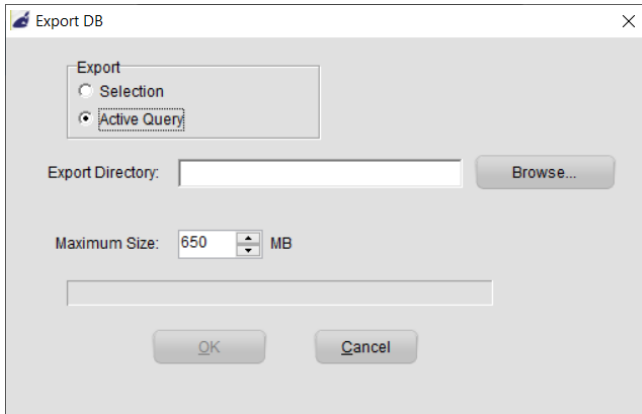 Export DB
Export
Selection
Active Query
Export Directory:
Browse...
Maximum Size: 650 MB
OK Cancel